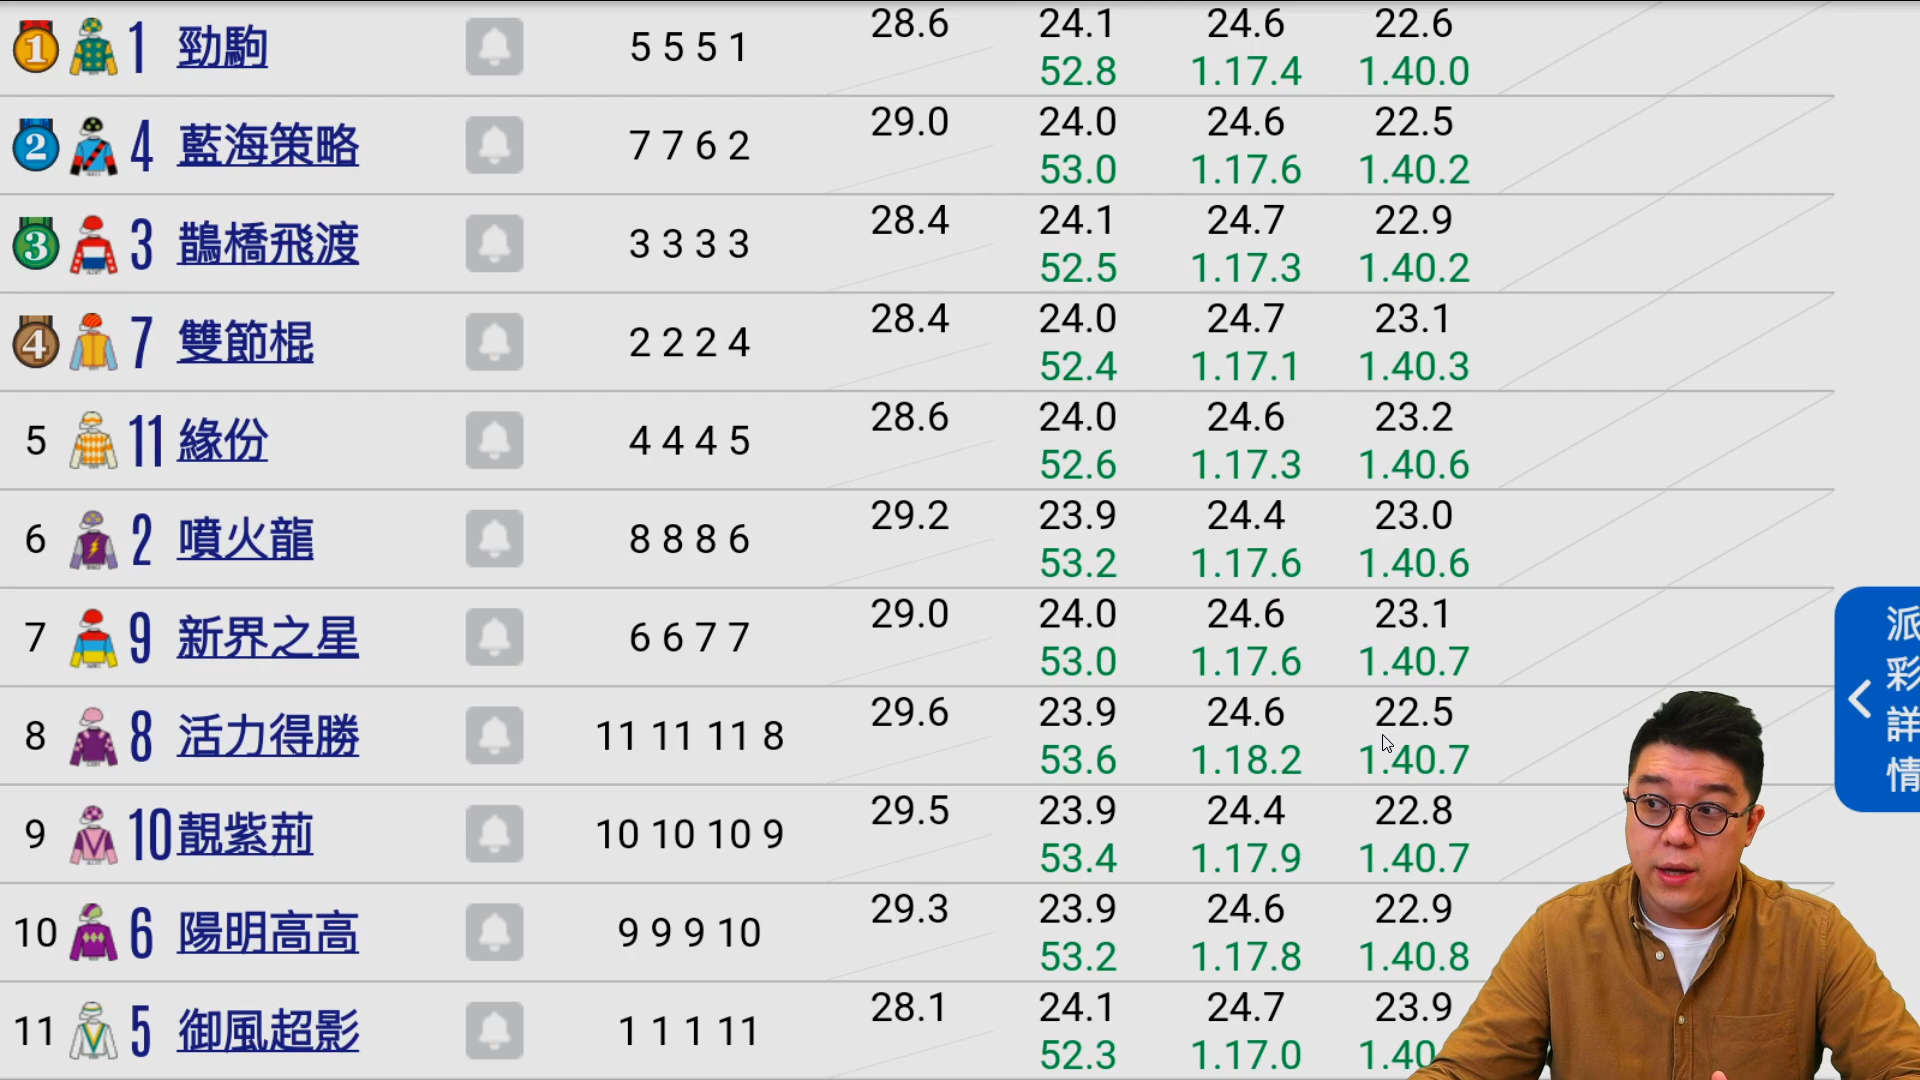 1 1 勁駒 5 5 5 1 28.6 24.1 24.6 22.6
52.8 1.17.4 1.40.0
2 4 藍海策略 7 7 6 2 29.0 24.0 24.6 22.5
53.0 1.17.6 1.40.2
3 3 鵲橋飛渡 3 3 3 3 28.4 24.1 24.7 22.9
52.5 1.17.3 1.40.2
4 7 雙節棍 2 2 2 4 28.4 24.0 24.7 23.1
52.4 1.17.1 1.40.3
5 11 緣份 4 4 4 5 28.6 24.0 24.6 23.2
52.6 1.17.3 1.40.6
6 2 噴火龍 8 8 8 6 29.2 23.9 24.4 23.0
53.2 1.17.6 1.40.6
7 9 新界之星 6 6 7 7 29.0 24.0 24.6 23.1
53.0 1.17.6 1.40.7
8 8 活力得勝 11 11 11 8 29.6 23.9 24.6 22.5
53.6 1.18.2 1.40.7
9 10 靚紫荊 10 10 10 9 29.5 23.9 24.4 22.8
53.4 1.17.9 1.40.7
10 6 陽明高高 9 9 9 10 29.3 23.9 24.6 22.9
53.2 1.17.8 1.40.8
11 5 御風超影 1 1 1 11 28.1 24.1 24.7 23.9
52.3 1.17.0 1.40
派彩詳情